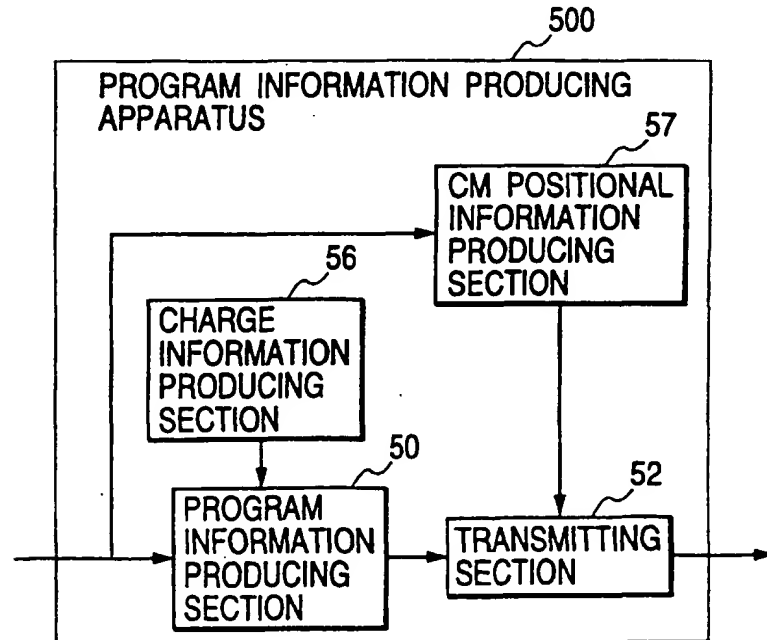 500
PROGRAM INFORMATION PRODUCING
APPARATUS
57
CM POSITIONAL
INFORMATION
PRODUCING
SECTION
56
CHARGE
INFORMATION
PRODUCING
SECTION
50
PROGRAM
INFORMATION
PRODUCING
SECTION
52
TRANSMITTING
SECTION